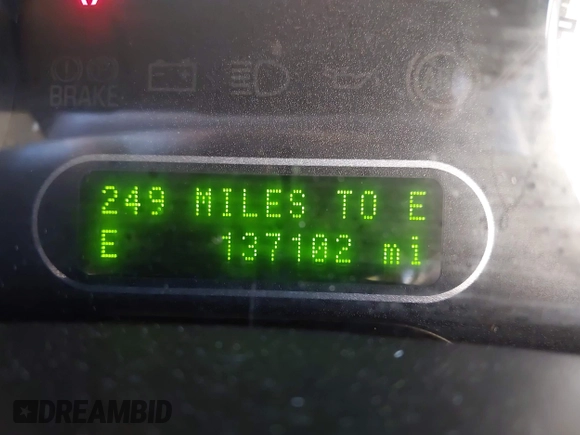 BRAKE
249 MILES TO E
E 137102 mi
DREAMBID